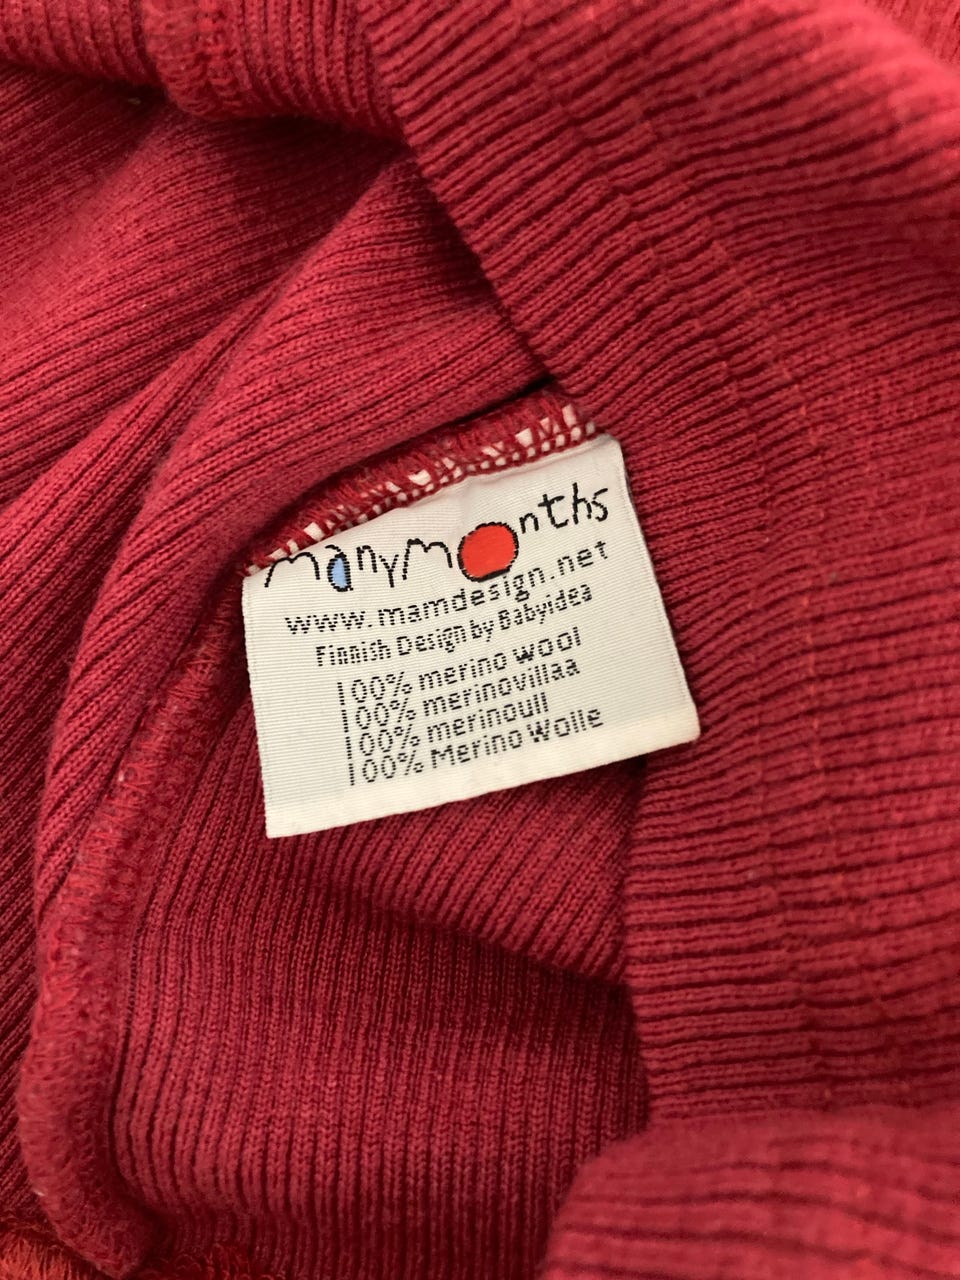 manymonths
www.mamdesign.net
Finnish Design by Babyidea
100% merino wool
100% merinovillaa
100% merinoull
100% Merino Wolle